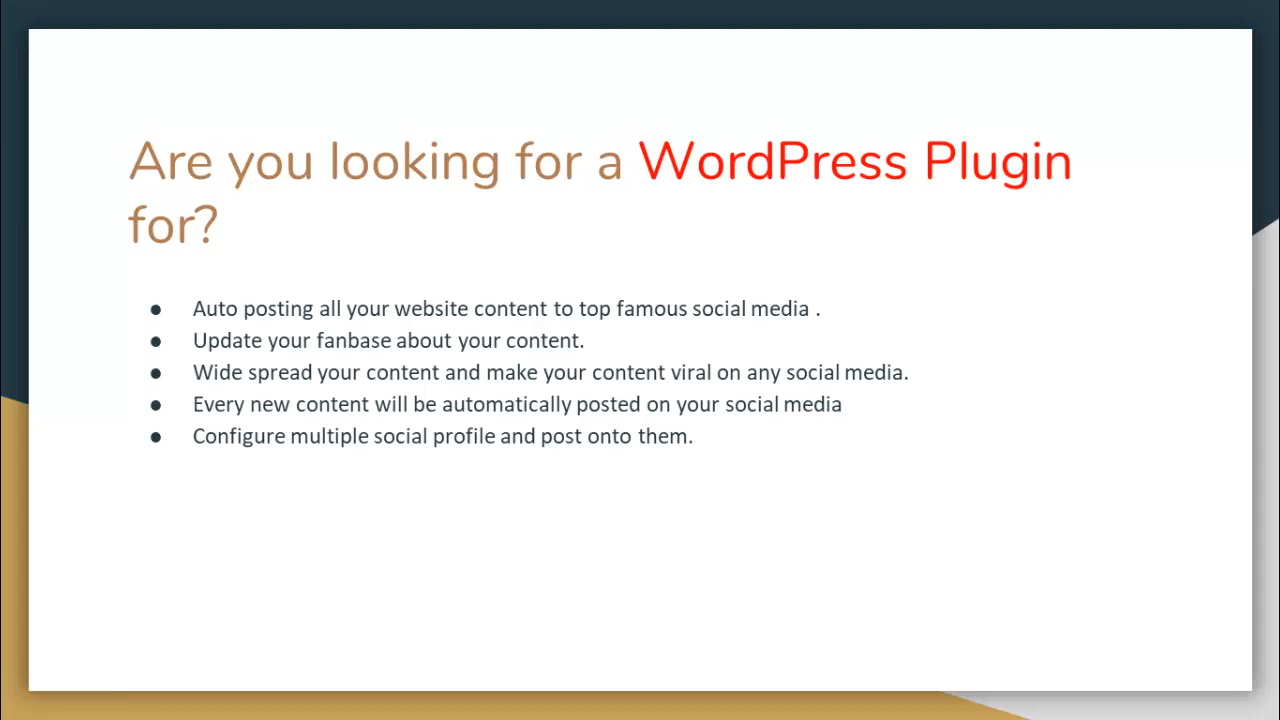 Are you looking for a WordPress Plugin
for?
● Auto posting all your website content to top famous social media .
● Update your fanbase about your content.
● Wide spread your content and make your content viral on any social media.
● Every new content will be automatically posted on your social media
● Configure multiple social profile and post onto them.